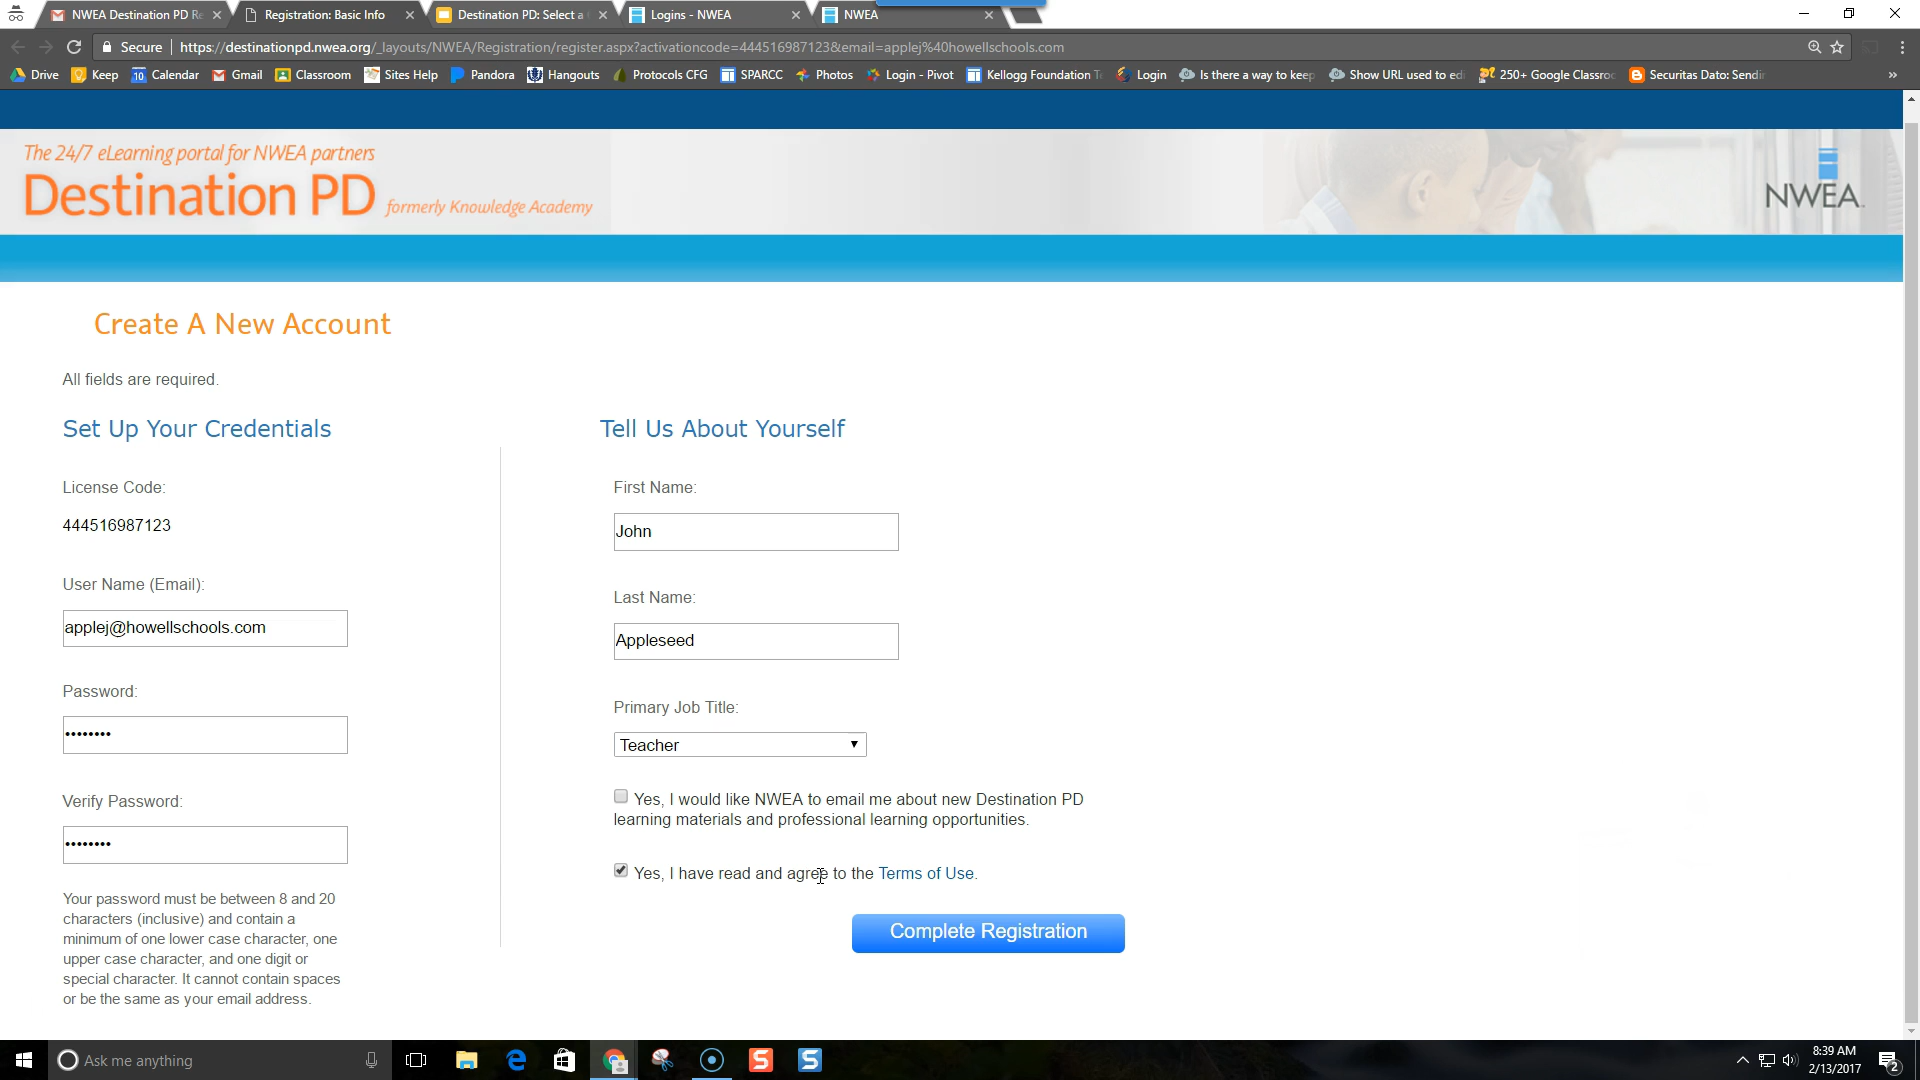 NWEA Destination PD Re
Registration: Basic Info
Destination PD: Select a
Logins - NWEA
NWEA
Secure
https://destinationpd.nwea.org/_layouts/NWEA/Registration/register.aspx?activationcode=444516987123&email=applej%40howellschools.com
Drive
Keep
10
Calendar
Gmail
Classroom
Sites Help
Pandora
Hangouts
Protocols CFG
SPARCC
Photos
Login - Pivot
Kellogg Foundation T
Login
Is there a way to keep
Show URL used to edi
250+ Google Classroo
Securitas Dato: Sendin
»
The 24/7 eLearning portal for NWEA partners
Destination PD formerly Knowledge Academy
NWEA
Create A New Account
All fields are required.
Set Up Your Credentials
License Code:
444516987123
User Name (Email):
applej@howellschools.com
Password:
••••••••
Verify Password:
••••••••
Your password must be between 8 and 20
characters (inclusive) and contain a
minimum of one lower case character, one
upper case character, and one digit or
special character. It cannot contain spaces
or be the same as your email address.
Tell Us About Yourself
First Name:
John
Last Name:
Appleseed
Primary Job Title:
Teacher
Yes, I would like NWEA to email me about new Destination PD
learning materials and professional learning opportunities.
Yes, I have read and agree to the Terms of Use.
Complete Registration
Ask me anything
8:39 AM
2/13/2017
2